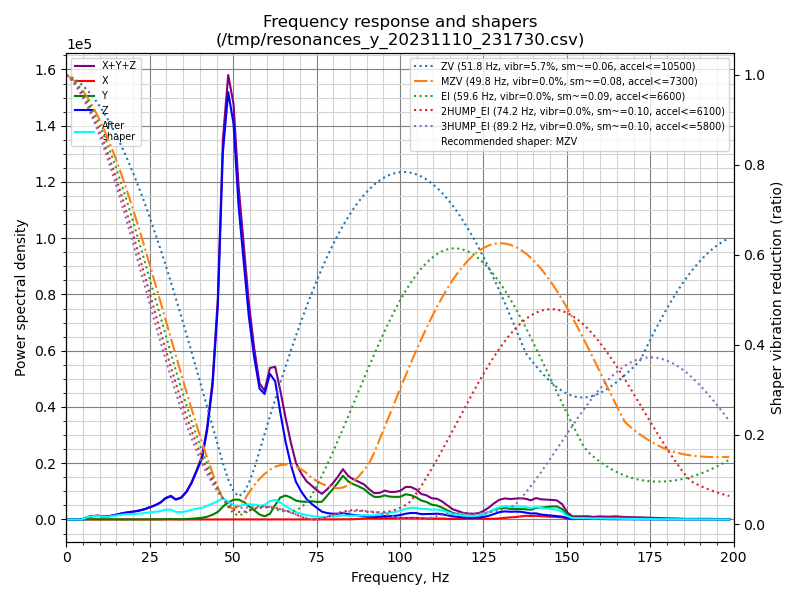 Frequency response and shapers
(/tmp/resonances_y_20231110_231730.csv)
1e5
X+Y+Z
X
Y
Z
After
shaper
ZV (51.8 Hz, vibr=5.7%, sm~=0.06, accel<=10500)
MZV (49.8 Hz, vibr=0.0%, sm~=0.08, accel<=7300)
EI (59.6 Hz, vibr=0.0%, sm~=0.09, accel<=6600)
2HUMP_EI (74.2 Hz, vibr=0.0%, sm~=0.10, accel<=6100)
3HUMP_EI (89.2 Hz, vibr=0.0%, sm~=0.10, accel<=5800)
Recommended shaper: MZV
Power spectral density
1.6
1.4
1.2
1.0
0.8
0.6
0.4
0.2
0.0
1.0
0.8
0.6
0.4
0.2
0.0
Shaper vibration reduction (ratio)
0 25 50 75 100 125 150 175 200
Frequency, Hz